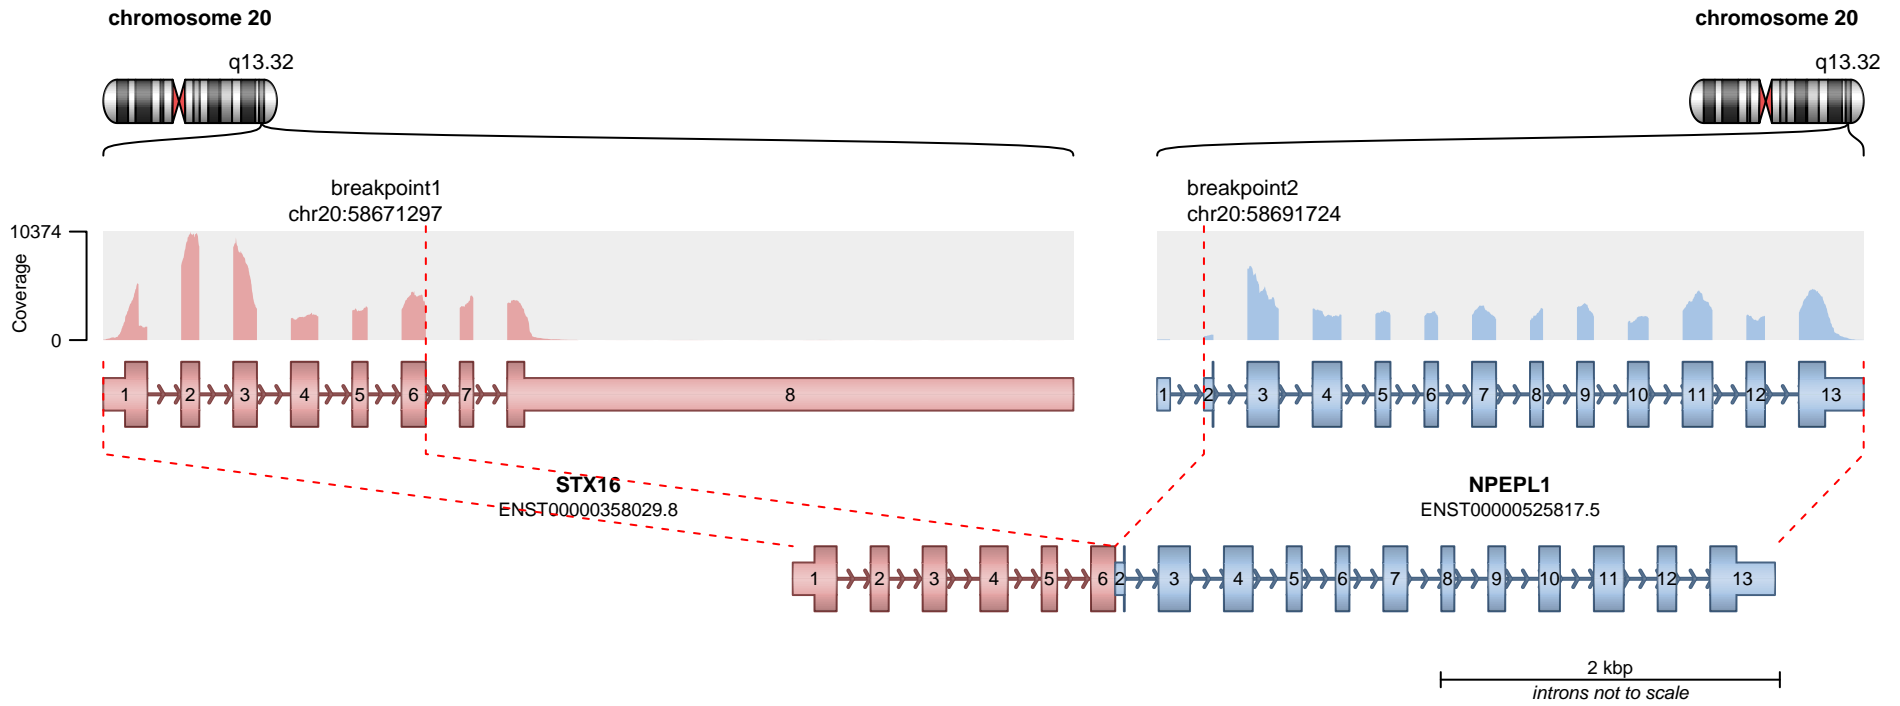 chromosome 20
chromosome 20
q13.32
q13.32
breakpoint1
chr20:58671297
breakpoint2
chr20:58691724
10374
Coverage
0
1 2 3 4 5 6 7 8
1 2 3 4 5 6 7 8 9 10 11 12 13
STX16
ENST00000358029.8
NPEPL1
ENST00000525817.5
1 2 3 4 5 6 2 3 4 5 6 7 8 9 10 11 12 13
2 kbp
introns not to scale